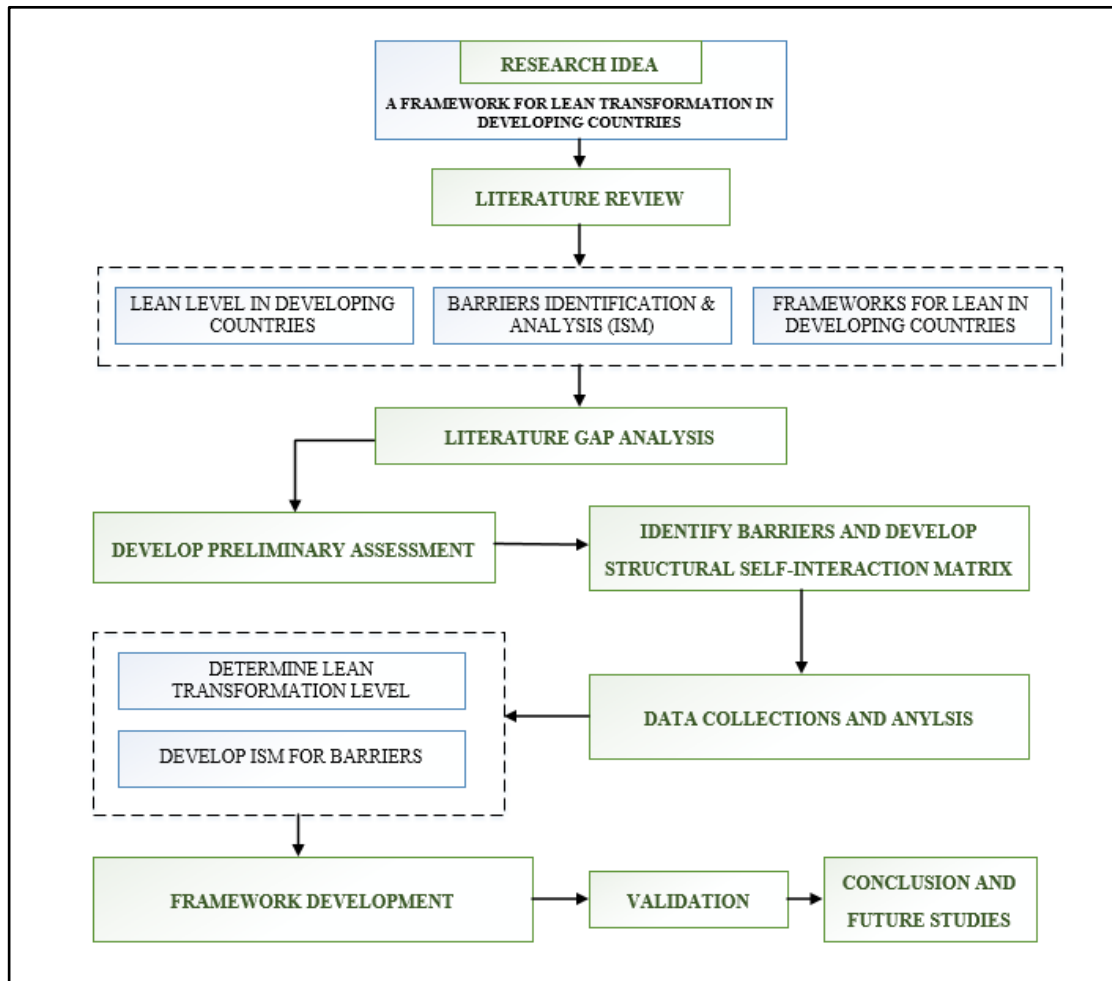 RESEARCH IDEA
A FRAMEWORK FOR LEAN TRANSFORMATION IN
DEVELOPING COUNTRIES
LITERATURE REVIEW
LEAN LEVEL IN DEVELOPING
COUNTRIES
BARRIERS IDENTIFICATION &
ANALYSIS (ISM)
FRAMEWORKS FOR LEAN IN
DEVELOPING COUNTRIES
LITERATURE GAP ANALYSIS
DEVELOP PRELIMINARY ASSESSMENT
IDENTIFY BARRIERS AND DEVELOP
STRUCTURAL SELF-INTERACTION MATRIX
DETERMINE LEAN
TRANSFORMATION LEVEL
DEVELOP ISM FOR BARRIERS
DATA COLLECTIONS AND ANYLSIS
FRAMEWORK DEVELOPMENT
VALIDATION
CONCLUSION AND
FUTURE STUDIES